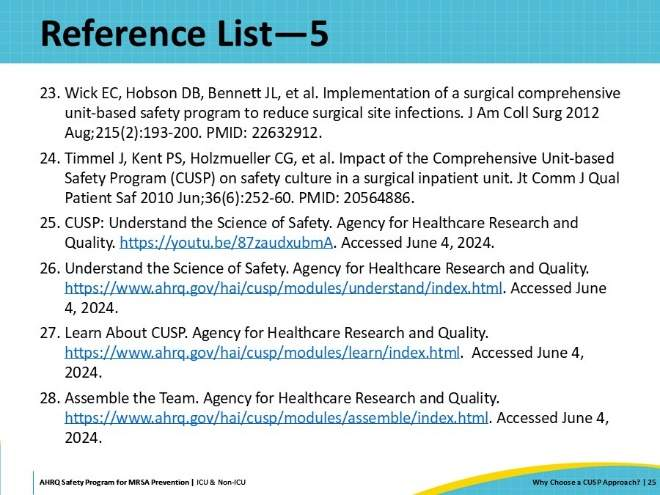 Reference List—5
23. Wick EC, Hobson DB, Bennett JL, et al. Implementation of a surgical comprehensive
unit-based safety program to reduce surgical site infections. J Am Coll Surg 2012
Aug;215(2):193-200. PMID: 22632912.
24. Timmel J, Kent PS, Holzmueller CG, et al. Impact of the Comprehensive Unit-based
Safety Program (CUSP) on safety culture in a surgical inpatient unit. Jt Comm J Qual
Patient Saf 2010 Jun;36(6):252-60. PMID: 20564886.
25. CUSP: Understand the Science of Safety. Agency for Healthcare Research and
Quality. https://youtu.be/87zaudxubmA. Accessed June 4, 2024.
26. Understand the Science of Safety. Agency for Healthcare Research and Quality.
https://www.ahrq.gov/hai/cusp/modules/understand/index.html. Accessed June
4, 2024.
27. Learn About CUSP. Agency for Healthcare Research and Quality.
https://www.ahrq.gov/hai/cusp/modules/learn/index.html. Accessed June 4,
2024.
28. Assemble the Team. Agency for Healthcare Research and Quality.
https://www.ahrq.gov/hai/cusp/modules/assemble/index.html. Accessed June 4,
2024.
AHRQ Safety Program for MRSA Prevention | ICU & Non-ICU
Why Choose a CUSP Approach? | 25